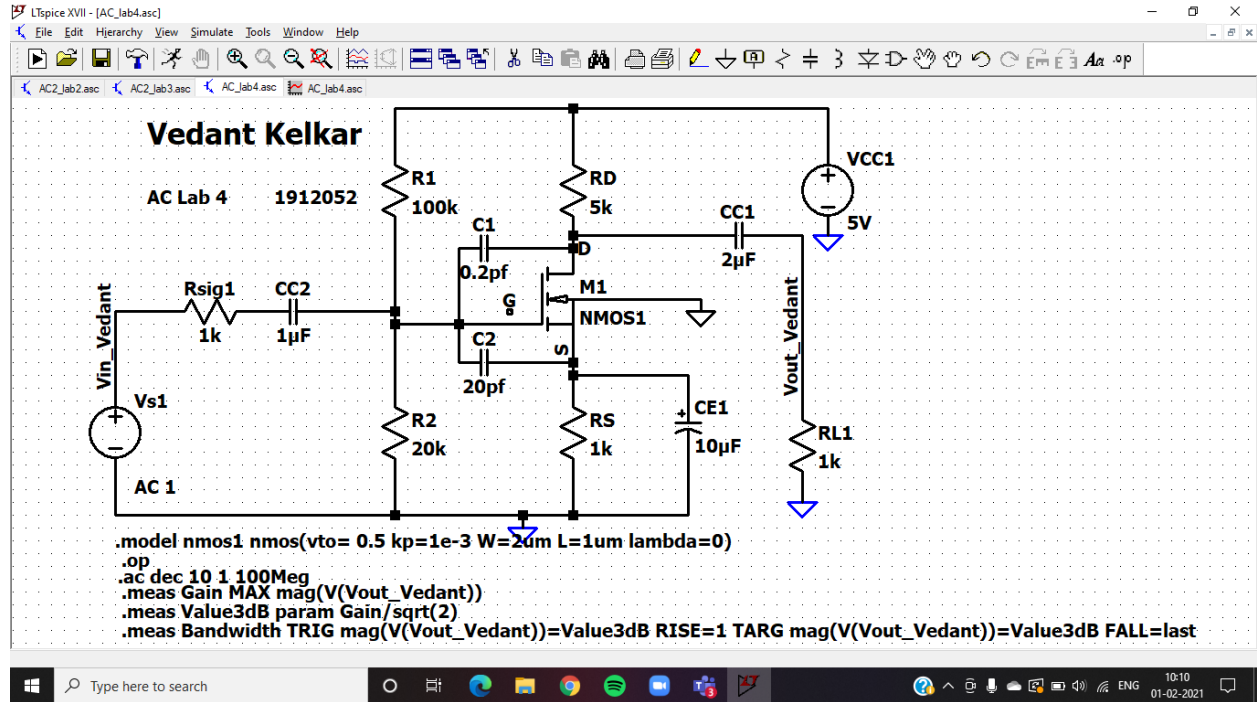 LTspice XVII - [AC_lab4.asc]
File Edit Hierarchy View Simulate Tools Window Help
Aa .op
AC2_lab2.asc AC2_lab3.asc AC_lab4.asc AC_lab4.asc
Vedant Kelkar
AC Lab 4 1912052
R1
100k
RD
5k
VCC1
5V
C1
0.2pf
D
CC1
2µF
Vin_Vedant
Rsig1
1k
CC2
1µF
G
M1
NMOS1
S
C2
20pf
Vout_Vedant
Vs1
AC 1
R2
20k
RS
1k
CE1
10µF
RL1
1k
.model nmos1 nmos(vto= 0.5 kp=1e-3 W=2um L=1um lambda=0)
.op
.ac dec 10 1 100Meg
.meas Gain MAX mag(V(Vout_Vedant))
.meas Value3dB param Gain/sqrt(2)
.meas Bandwidth TRIG mag(V(Vout_Vedant))=Value3dB RISE=1 TARG mag(V(Vout_Vedant))=Value3dB FALL=last
Type here to search
ENG
10:10
01-02-2021